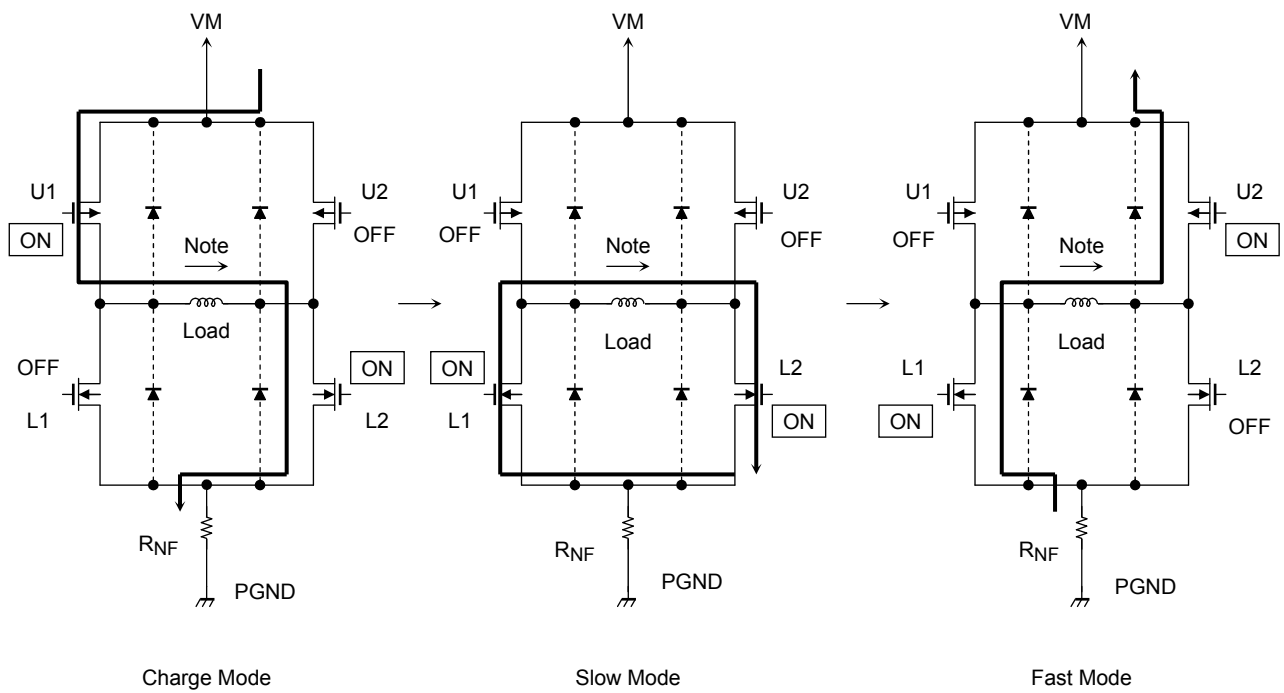 VM VM VM
U1 U2 U1 U2 U1 U2
ON OFF OFF OFF OFF ON
Note Note Note
Load Load Load
OFF ON ON L2 L1 L2
L1 L2 L1 ON ON OFF
RNF RNF RNF
PGND PGND PGND
Charge Mode Slow Mode Fast Mode